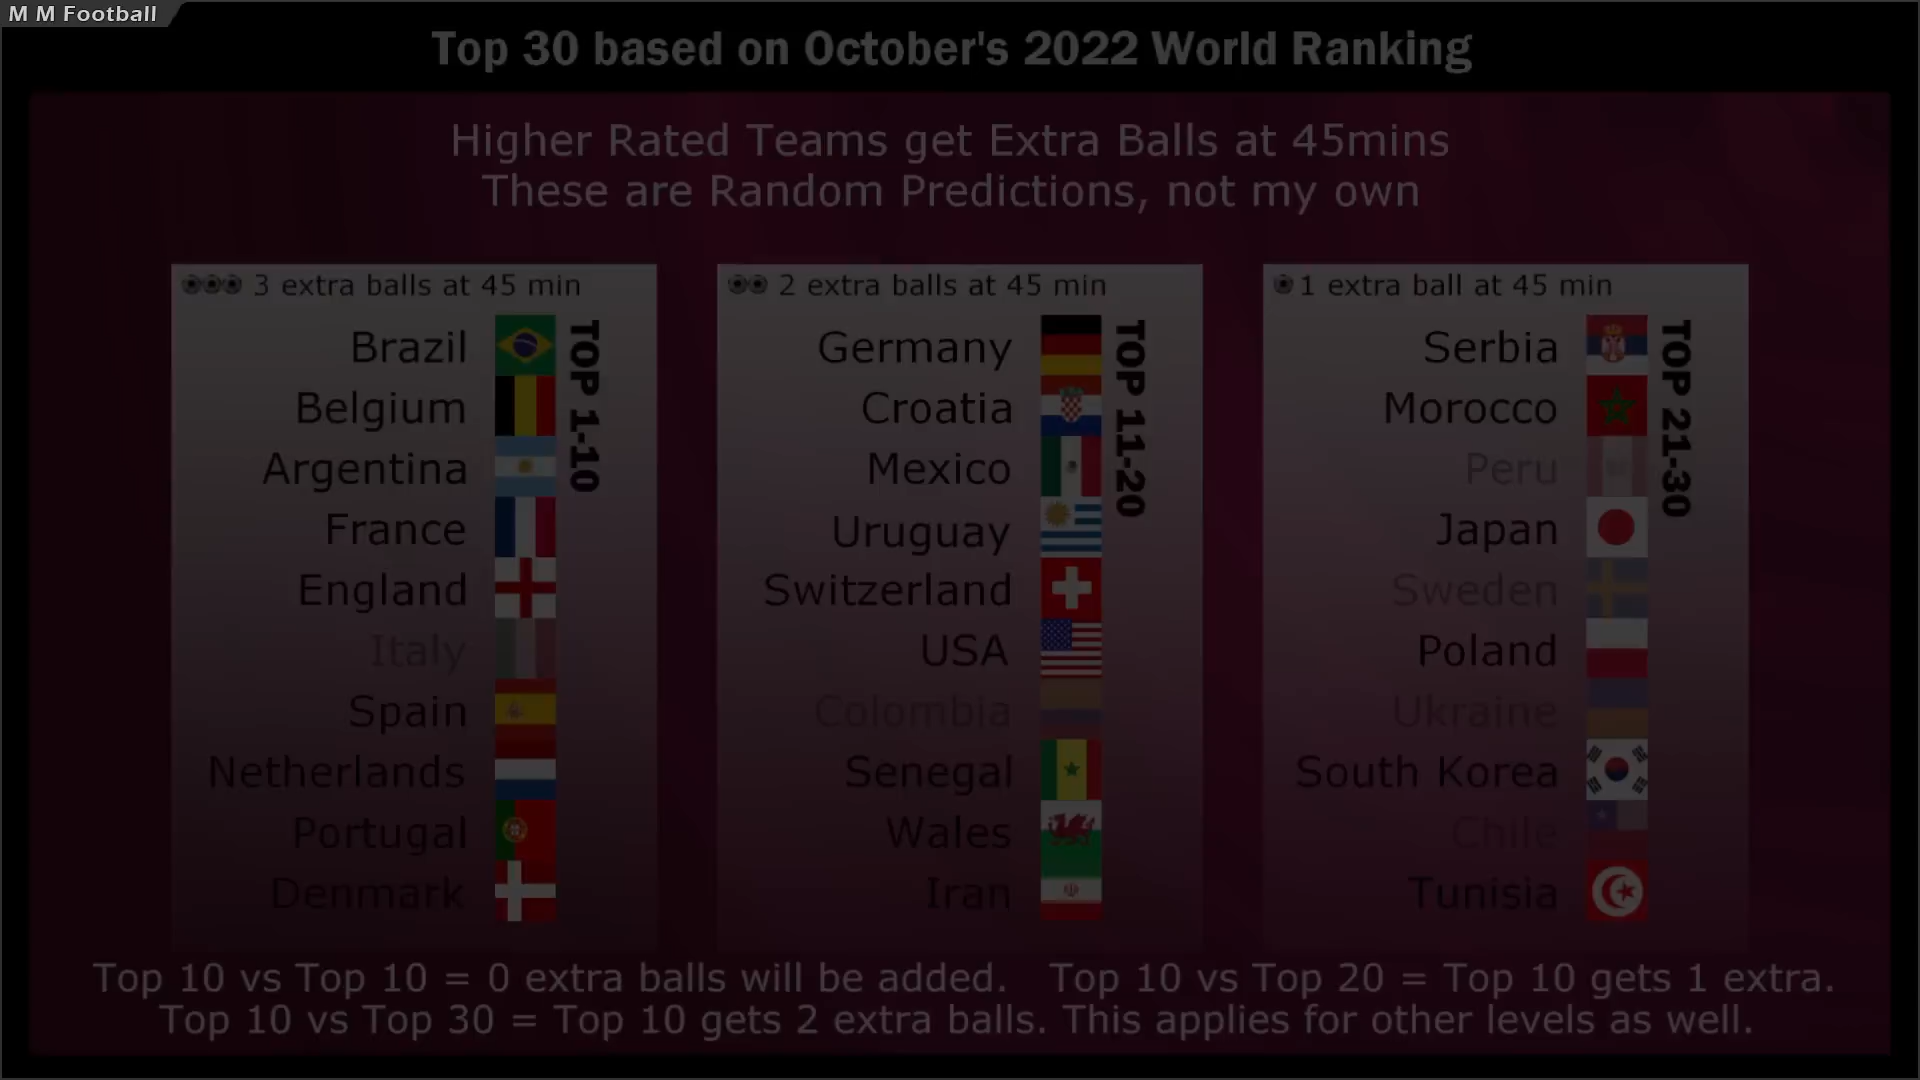 M M Football
Top 30 based on October's 2022 World Ranking
Higher Rated Teams get Extra Balls at 45mins
These are Random Predictions, not my own
3 extra balls at 45 min
Brazil
Belgium
Argentina
France
England
Italy
Spain
Netherlands
Portugal
Denmark
TOP 1-10
2 extra balls at 45 min
Germany
Croatia
Mexico
Uruguay
Switzerland
USA
Colombia
Senegal
Wales
Iran
TOP 11-20
1 extra ball at 45 min
Serbia
Morocco
Peru
Japan
Sweden
Poland
Ukraine
South Korea
Chile
Tunisia
TOP 21-30
Top 10 vs Top 10 = 0 extra balls will be added. Top 10 vs Top 20 = Top 10 gets 1 extra.
Top 10 vs Top 30 = Top 10 gets 2 extra balls. This applies for other levels as well.